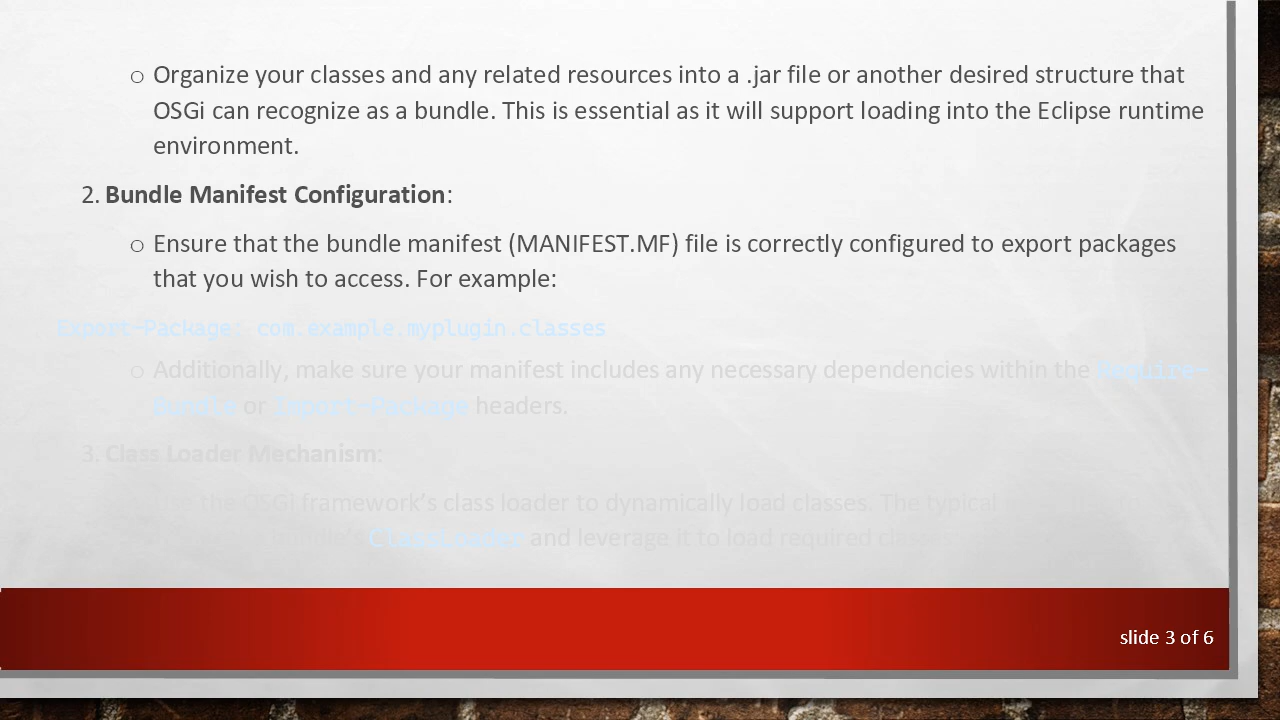 o Organize your classes and any related resources into a .jar file or another desired structure that
OSGi can recognize as a bundle. This is essential as it will support loading into the Eclipse runtime
environment.
2. Bundle Manifest Configuration:
o Ensure that the bundle manifest (MANIFEST.MF) file is correctly configured to export packages
that you wish to access. For example:
Export-Package: com.example.myplugin.classes
o Additionally, make sure your manifest includes any necessary dependencies within the Require-
Bundle or Import-Package headers.
3. Class Loader Mechanism:
the OSGi framework’s class loader to dynamically load classes. The typical
bundle’s ClassLoader and leverage it to load required
slide 3 of 6